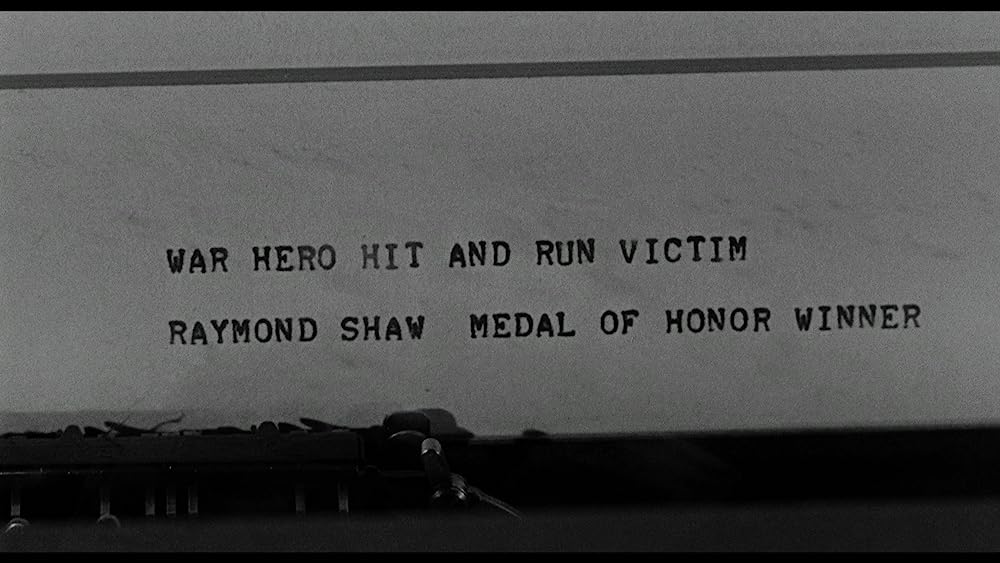 WAR HERO HIT AND RUN VICTIM
RAYMOND SHAW  MEDAL OF HONOR WINNER